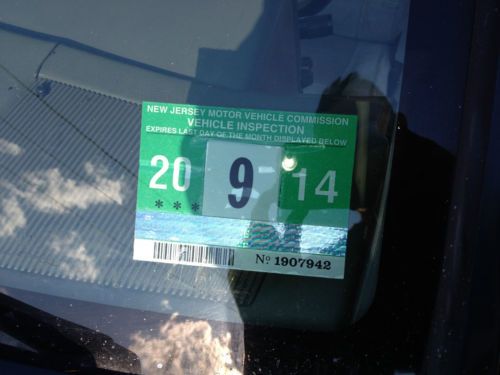 NEW JERSEY MOTOR VEHICLE COMMISSION
VEHICLE INSPECTION
EXPIRES LAST DAY OF THE MONTH DISPLAYED BELOW
20 9 14
***
Nº 1907942